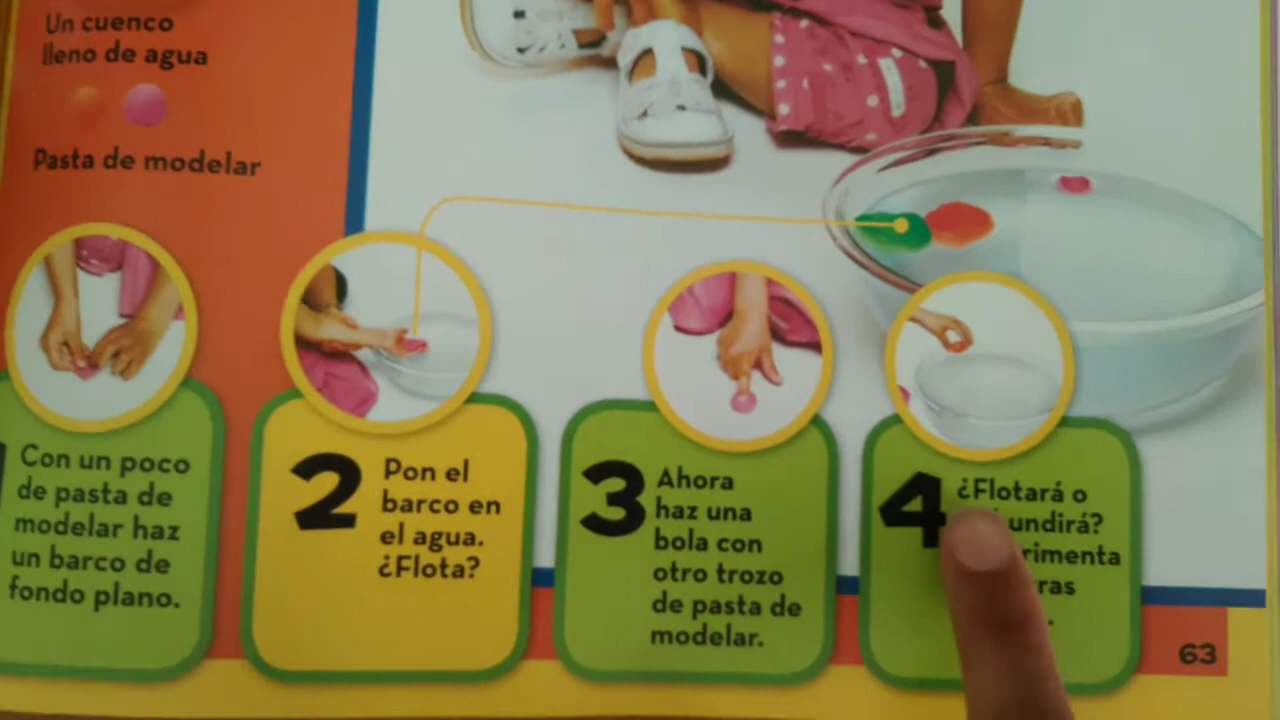 Un cuenco
lleno de agua
Pasta de modelar
Con un poco
de pasta de
modelar haz
un barco de
fondo plano.
2
Pon el
barco en
el agua.
¿Flota?
3
Ahora
haz una
bola con
otro trozo
de pasta de
modelar.
4
¿Flotará o
undirá?
rimenta
ras
.
63